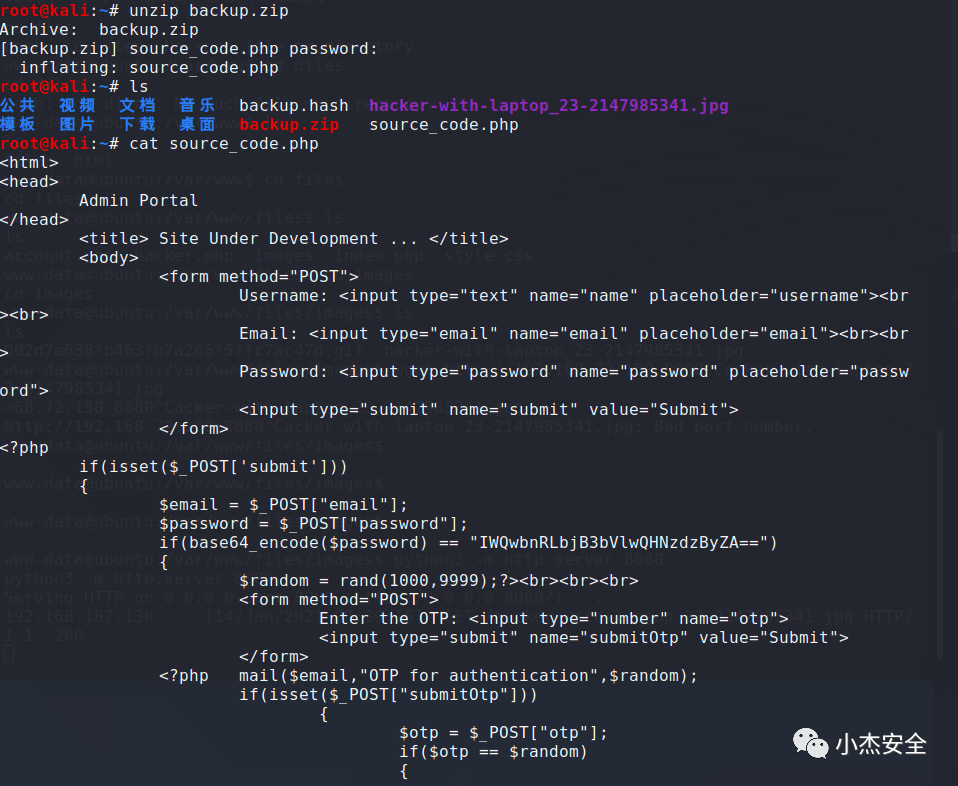 root@kali:~# unzip backup.zip
Archive:  backup.zip
[backup.zip] source_code.php password:
  inflating: source_code.php
root@kali:~# ls
公共  视频  文档  音乐  backup.hash  hacker-with-laptop_23-2147985341.jpg
模板  图片  下载  桌面  backup.zip   source_code.php
root@kali:~# cat source_code.php
<html>
<head>
        Admin Portal
</head>
        <title> Site Under Development ... </title>
        <body>
                <form method="POST">
                        Username: <input type="text" name="name" placeholder="username"><br
><br>
                        Email: <input type="email" name="email" placeholder="email"><br><br
>
                        Password: <input type="password" name="password" placeholder="passw
ord">
                        <input type="submit" name="submit" value="Submit">
                </form>
<?php
        if(isset($_POST['submit']))
        {
                $email = $_POST["email"];
                $password = $_POST["password"];
                if(base64_encode($password) == "IWQwbnRLbjB3bVlwQHNzdzByZA==")
                {
                        $random = rand(1000,9999);?><br><br><br>
                        <form method="POST">
                                Enter the OTP: <input type="number" name="otp">
                                <input type="submit" name="submitOtp" value="Submit">
                        </form>
                <?php   mail($email,"OTP for authentication",$random);
                        if(isset($_POST["submitOtp"]))
                                {
                                        $otp = $_POST["otp"];
                                        if($otp == $random)
                                        {
小杰安全